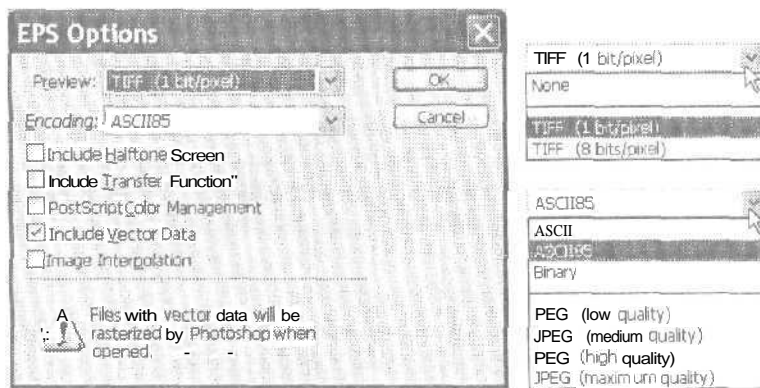 EPS Options
Preview: TIFF (1 bit/pixel)
OK
Encoding: ASCII85
Cancel
Include Halftone Screen
Include Transfer Function"
PostScript Color Management
Include Vector Data
Image Interpolation
A Files with vector data will be
rasterized by Photoshop when
opened. - -
TIFF (1 bit/pixel)
None
TIFF (1 bit/pixel)
TIFF (8 bits/pixel)
ASCII85
ASCII
ASCII85
Binary
PEG (low quality)
JPEG (medium quality)
PEG (high quality)
JPEG (maximum quality)